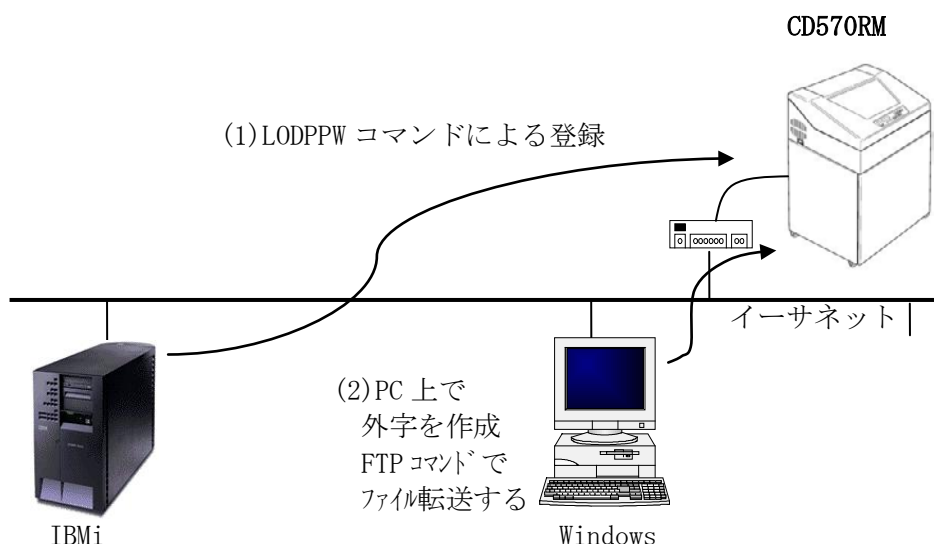 CD570RM
(1)LODPPW コマンドによる登録
イーサネット
(2)PC 上で
外字を作成
FTP ｺﾏﾝﾄﾞで
ﾌｧｲﾙ転送する
IBMi
Windows